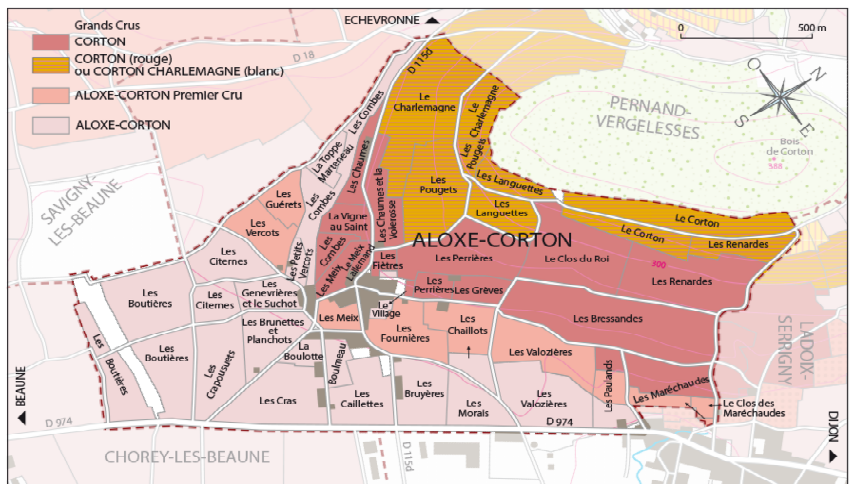 ECHEVRONNE
Grands Crus
CORTON
CORTON (rouge)
ou CORTON CHARLEMAGNE (blanc)
ALOXE-CORTON Premier Cru
ALOXE-CORTON
0 500 m
N
O
E
S
D 18
D 115d
PERNAND-
VERGELESSES
Bois
de Corton
388
SAVIGNY-
LES-BEAUNE
Le
Charlemagne
Le Charlemagne
Les Pougets
Les
Pougets
Les Languettes
Les
Languettes
Le Corton
Le Corton
Les Renardes
Les Combes
La Toppe
Marteneau
Les Chaumes
Les Chaumes et la
Voierosse
Les
Guérets
Les
Combes
Les
Vercots
La Vigne
au Saint
Les
Combes
Les Petits
Vercots
Les Meix
Le Meix
Lallemand
Les
Fiètres
ALOXE-CORTON
Les Perrières
Le Clos du Roi
300
Les Renardes
Les
Citernes
Les
Boutières
Les
Citernes
Les
Genevrières
et le Suchot
Les
Perrières
Les Grèves
Le
Village
Les Meix
Les
Fournières
Les
Chaillots
Les Bressandes
LADOIX-
SERRIGNY
Les
Boutières
Les
Boutières
Les
Crapousuets
Les Brunettes
et
Planchots
La
Boulotte
Boulmeau
Les Valozières
Les Paulands
Les Maréchaudes
Le Clos des
Maréchaudes
Les Cras
Les
Caillettes
Les
Bruyères
Les
Morais
Les
Valozières
BEAUNE
DIJON
D 974
D 974
D 115d
CHOREY-LES-BEAUNE